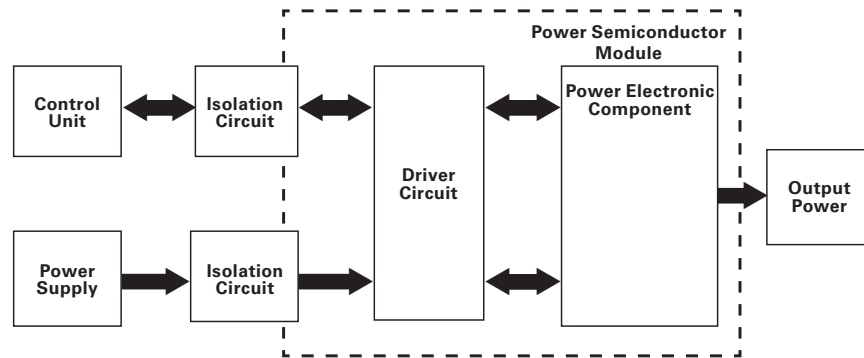 Power Semiconductor
Module
Control
Unit
Isolation
Circuit
Driver
Circuit
Power Electronic
Component
Output
Power
Power
Supply
Isolation
Circuit